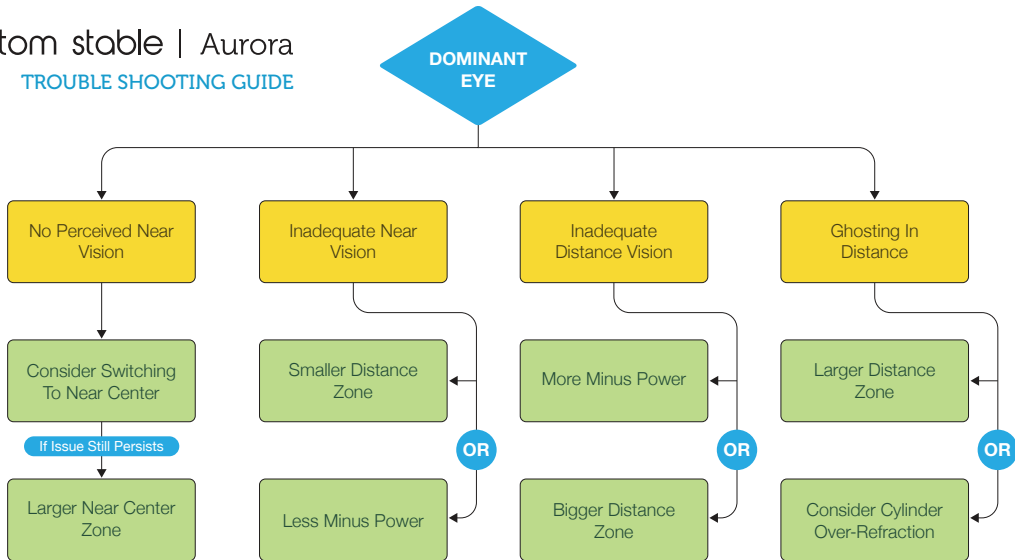 tom stable | Aurora
TROUBLE SHOOTING GUIDE
DOMINANT
EYE
No Perceived Near
Vision
Inadequate Near
Vision
Inadequate
Distance Vision
Ghosting In
Distance
Consider Switching
To Near Center
Smaller Distance
Zone
More Minus Power
Larger Distance
Zone
If Issue Still Persists
OR
OR
OR
Larger Near Center
Zone
Less Minus Power
Bigger Distance
Zone
Consider Cylinder
Over-Refraction